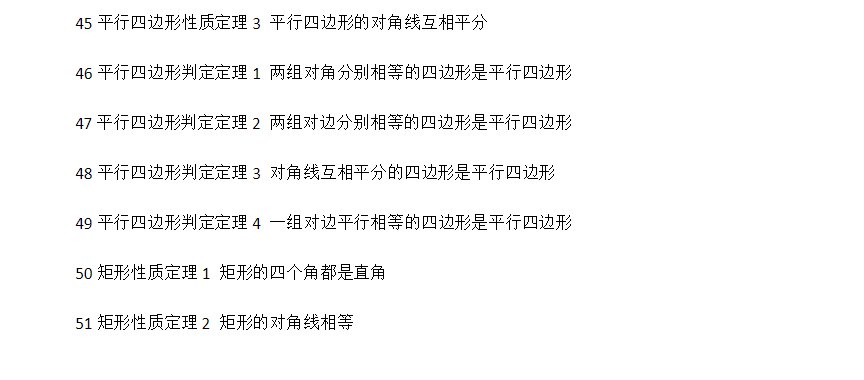 45 平行四边形性质定理 3 平行四边形的对角线互相平分
46 平行四边形判定定理 1 两组对角分别相等的四边形是平行四边形
47 平行四边形判定定理 2 两组对边分别相等的四边形是平行四边形
48 平行四边形判定定理 3 对角线互相平分的四边形是平行四边形
49 平行四边形判定定理 4 一组对边平行相等的四边形是平行四边形
50 矩形性质定理 1 矩形的四个角都是直角
51 矩形性质定理 2 矩形的对角线相等